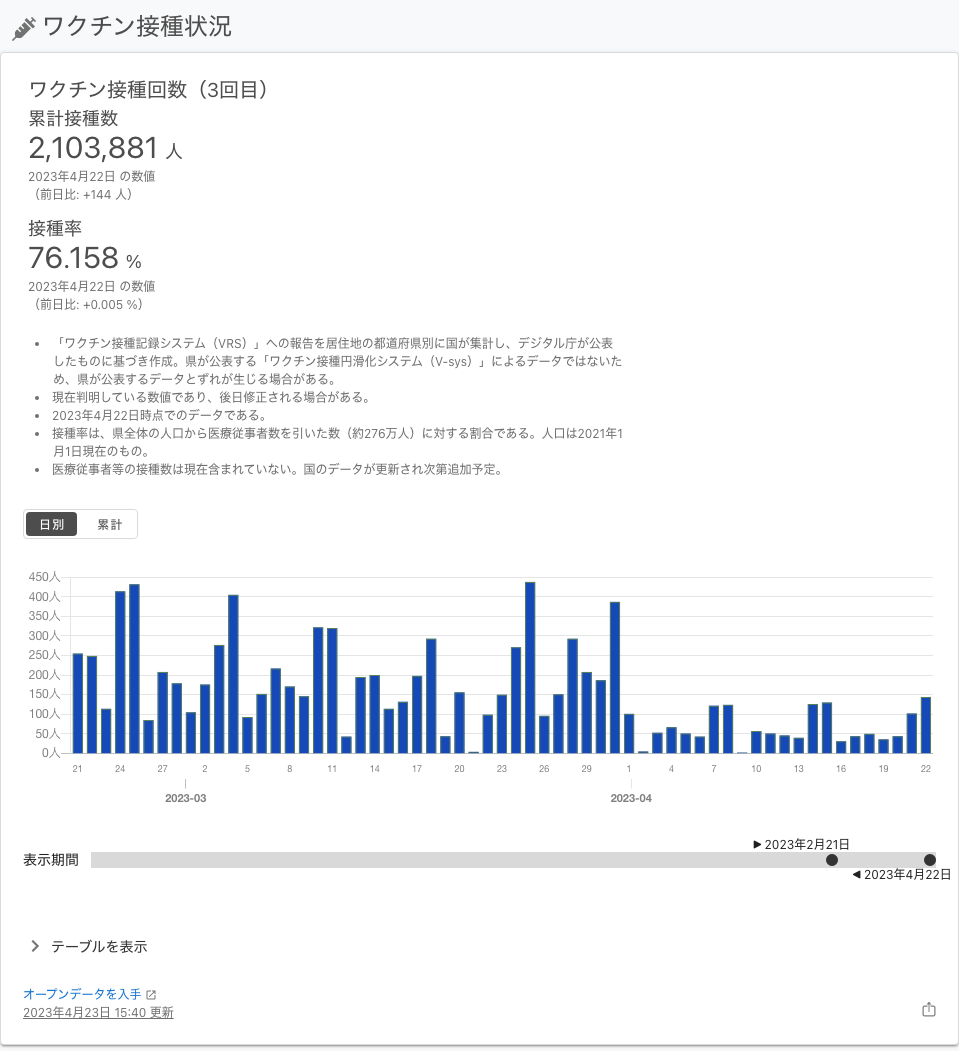 ワクチン接種状況
ワクチン接種回数（3回目）
累計接種数
2,103,881 人
2023年4月22日 の数値
（前日比: +144 人）
接種率
76.158 %
2023年4月22日 の数値
（前日比: +0.005 %）
• 「ワクチン接種記録システム（VRS）」への報告を居住地の都道府県別に国が集計し、デジタル庁が公表
したものに基づき作成。県が公表する「ワクチン接種円滑化システム（V-sys）」によるデータではないた
め、県が公表するデータとずれが生じる場合がある。
• 現在判明している数値であり、後日修正される場合がある。
• 2023年4月22日時点でのデータである。
• 接種率は、県全体の人口から医療従事者数を引いた数（約276万人）に対する割合である。人口は2021年1
月1日現在のもの。
• 医療従事者等の接種数は現在含まれていない。国のデータが更新され次第追加予定。
日別 累計
450人
400人
350人
300人
250人
200人
150人
100人
50人
0人
21 24 27 2 5 8 11 14 17 20 23 26 29 1 4 7 10 13 16 19 22
2023-03 2023-04
▶ 2023年2月21日
表示期間
◀ 2023年4月22日
テーブルを表示
オープンデータを入手
2023年4月23日 15:40 更新